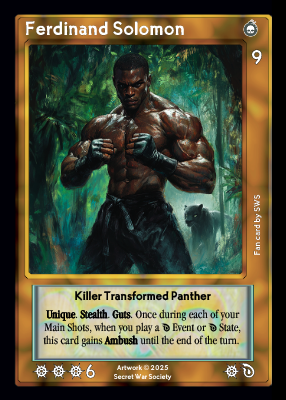 Ferdinand Solomon
9
Fan card by SWS
Killer Transformed Panther
Unique. Stealth. Guts. Once during each of your
Main Shots, when you play a Event or State,
this card gains Ambush until the end of the turn.
6
Artwork © 2025
Secret War Society